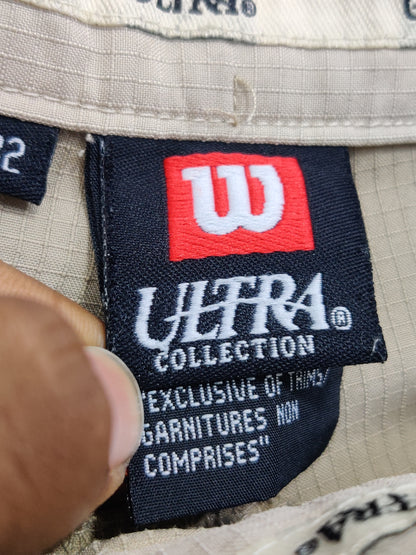 W
ULTRA®
COLLECTION
"EXCLUSIVE OF TRIMS/
GARNITURES NON
COMPRISES"